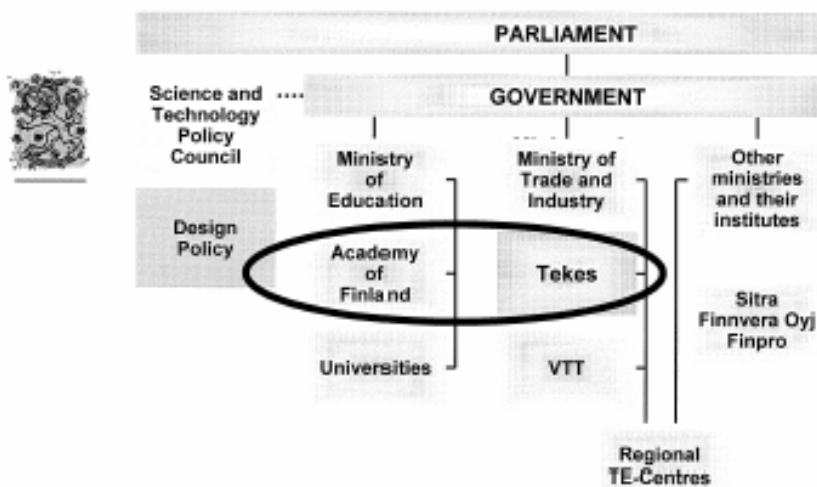 PARLIAMENT
GOVERNMENT
Science and
Technology
Policy
Council
Design
Policy
Ministry
of
Education
Academy
of
Finland
Universities
Ministry of
Trade and
Industry
Tekes
VTT
Other
ministries
and their
institutes
Sitra
Finnvera Oyj
Finpro
Regional
TE-Centres